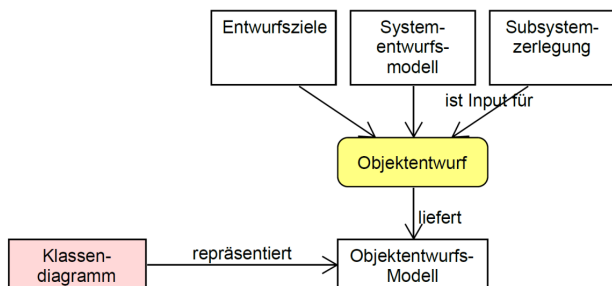 Entwurfsziele
System-
entwurfs-
modell
Subsystem-
zerlegung
ist Input für
Objektentwurf
liefert
Klassen-
diagramm
repräsentiert
Objektentwurfs-
Modell